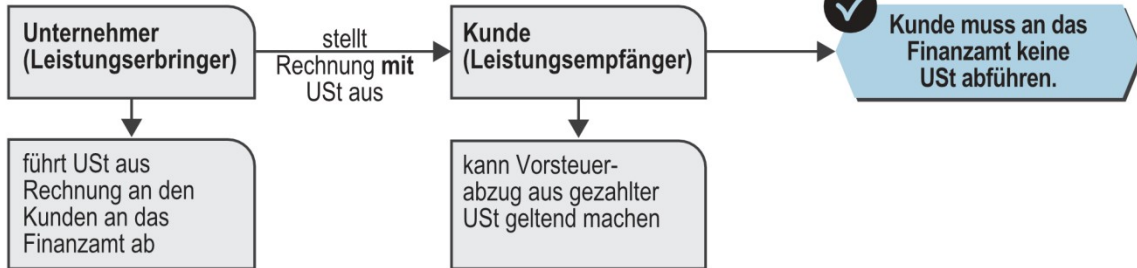 Unternehmer
(Leistungserbringer)
stellt
Rechnung mit
USt aus
Kunde
(Leistungsempfänger)
Kunde muss an das
Finanzamt keine
USt abführen.
führt USt aus
Rechnung an den
Kunden an das
Finanzamt ab
kann Vorsteuer-
abzug aus gezahlter
USt geltend machen